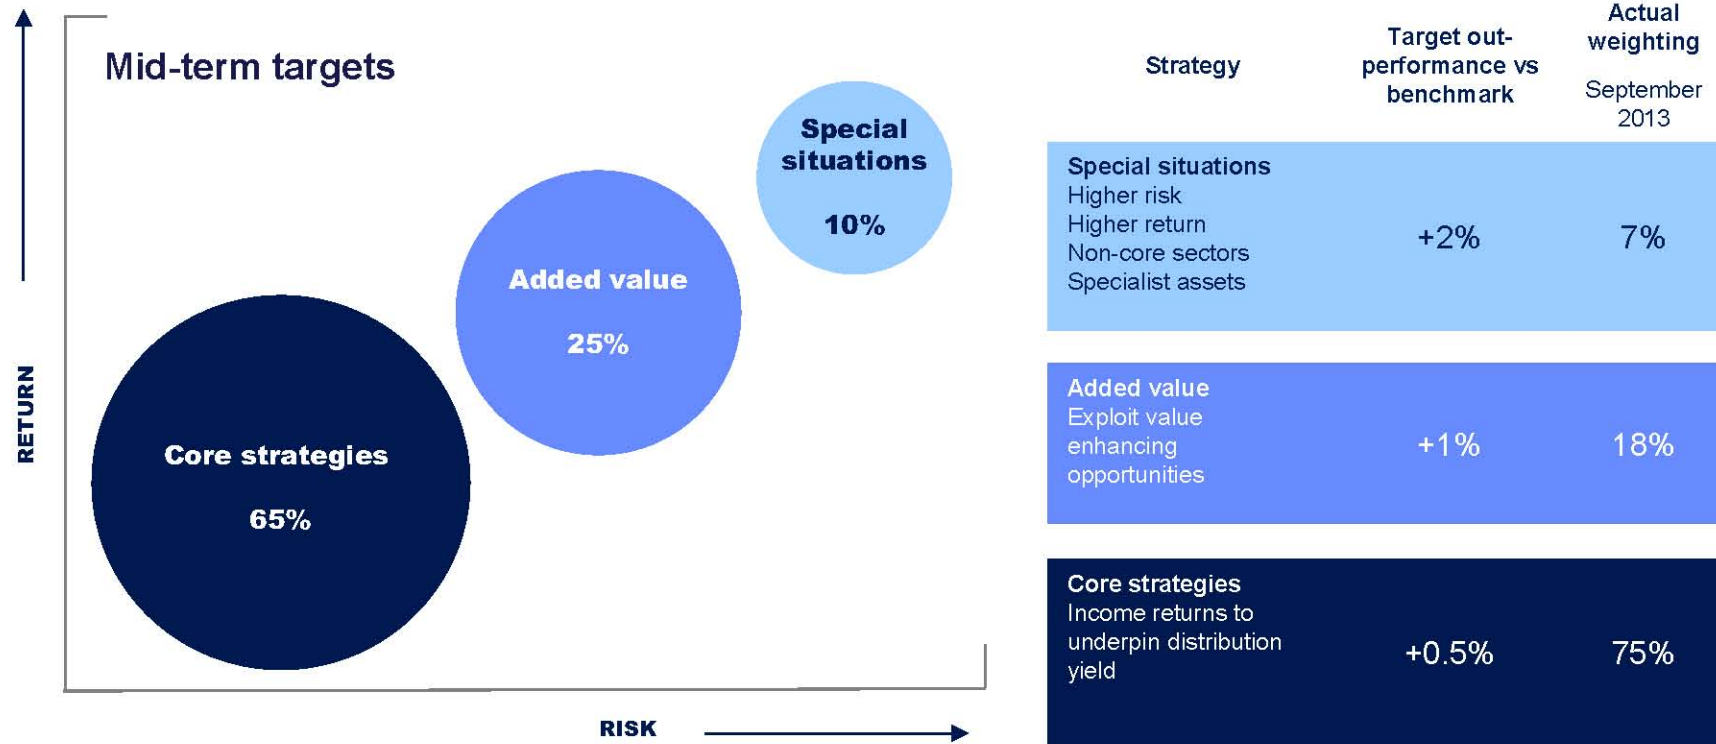 Mid-term targets
RETURN
Special
situations
10%
Added value
25%
Core strategies
65%
RISK
Strategy
Target out-
performance vs
benchmark
Actual
weighting
September
2013
Special situations
Higher risk
Higher return
Non-core sectors
Specialist assets
+2%
7%
Added value
Exploit value
enhancing
opportunities
+1%
18%
Core strategies
Income returns to
underpin distribution
yield
+0.5%
75%